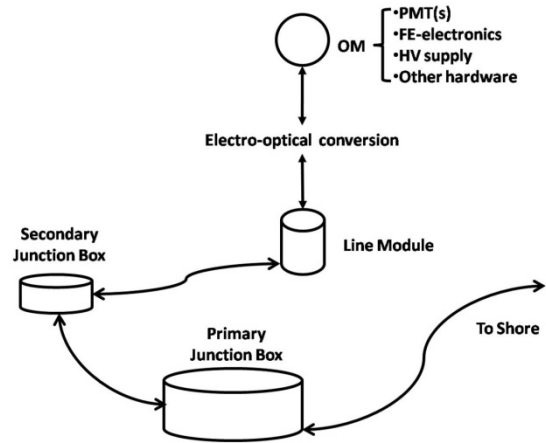 OM
•PMT(s)
•FE-electronics
•HV supply
•Other hardware
Electro-optical conversion
Secondary
Junction Box
Line Module
Primary
Junction Box
To Shore